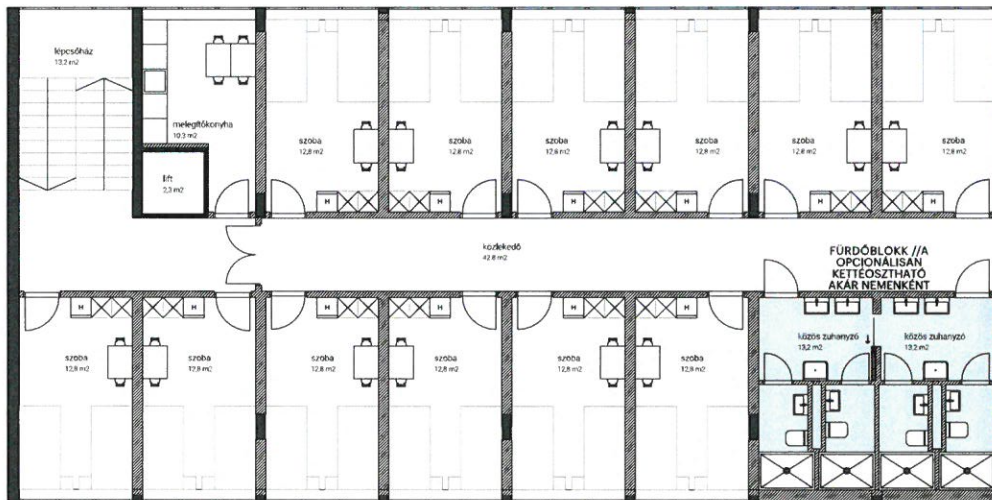 lépcsőház
13,2 m2
melegítőkonyha
10,3 m2
lift
2,3 m2
szoba
12,8 m2
szoba
12,8 m2
szoba
12,8 m2
szoba
12,8 m2
szoba
12,8 m2
szoba
12,8 m2
H
H
H
H
H
H
közlekedő
42,8 m2
FÜRDŐBLOKK //A
OPCIONÁLISAN
KETTÉOSZTHATÓ
AKÁR NEMENKÉNT
H
H
H
H
H
H
szoba
12,8 m2
szoba
12,8 m2
szoba
12,8 m2
szoba
12,8 m2
szoba
12,8 m2
szoba
12,8 m2
közös zuhanyzó
13,2 m2
közös zuhanyzó
13,2 m2